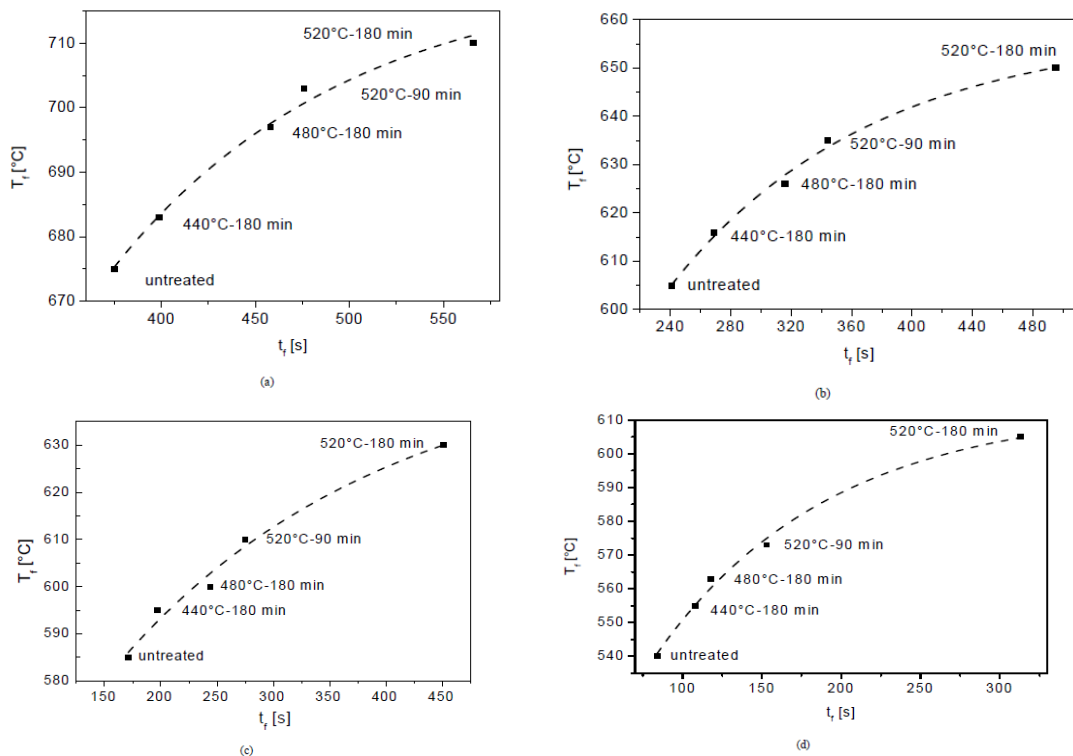 710
700
690
680
670
T_f [°C]
520°C-180 min
520°C-90 min
480°C-180 min
440°C-180 min
untreated
400
450
500
550
t_f [s]
(a)
660
650
640
630
620
610
600
T_f [°C]
520°C-180 min
520°C-90 min
480°C-180 min
440°C-180 min
untreated
240
280
320
360
400
440
480
t_f [s]
(b)
630
620
610
600
590
580
T_f [°C]
520°C-180 min
520°C-90 min
480°C-180 min
440°C-180 min
untreated
150
200
250
300
350
400
450
t_f [s]
(c)
610
600
590
580
570
560
550
540
T_f [°C]
520°C-180 min
520°C-90 min
480°C-180 min
440°C-180 min
untreated
100
150
200
250
300
t_f [s]
(d)